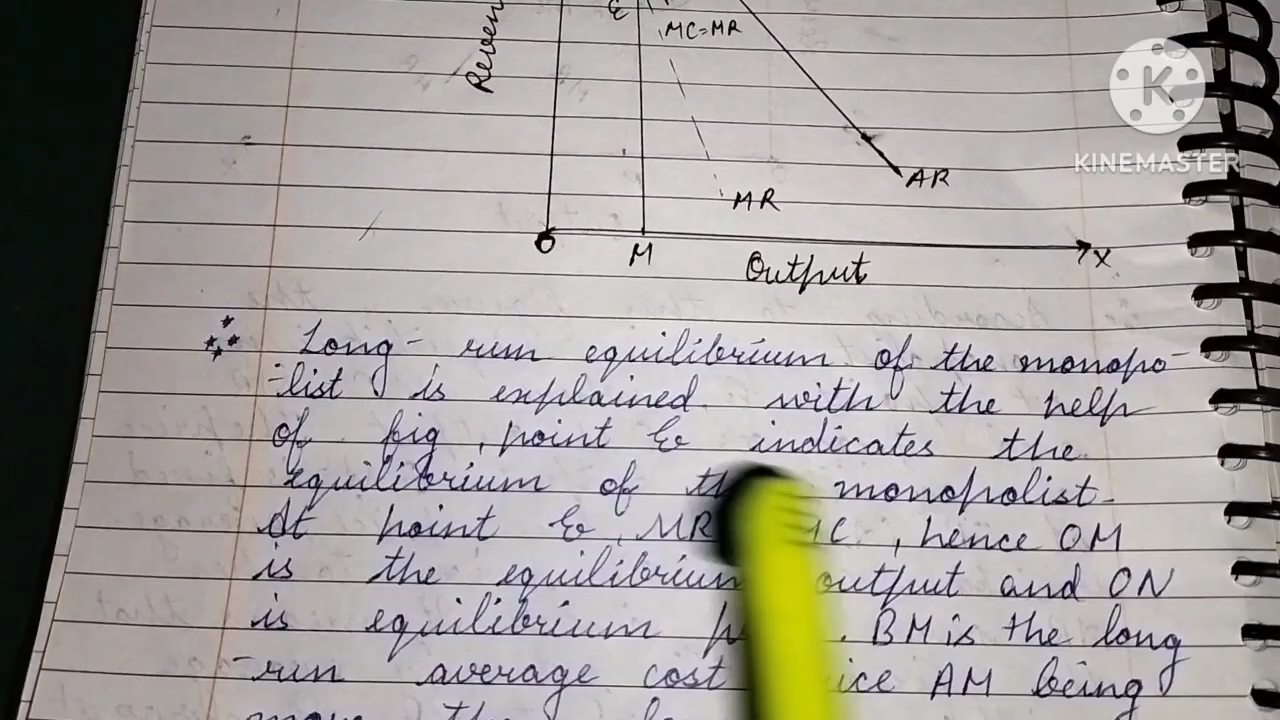 Reven
E
MC=MR
K
KINEMASTER
AR
MR
O
M
X
Output
Long- run equilibrium of the monopo-
-list is explained with the help
of fig, point E indicates the
equilibrium of monopolist.
At point E, MR MC, hence OM
is the equilibrium output and ON
is equilibrium . BM is the long
-run average cost AM being